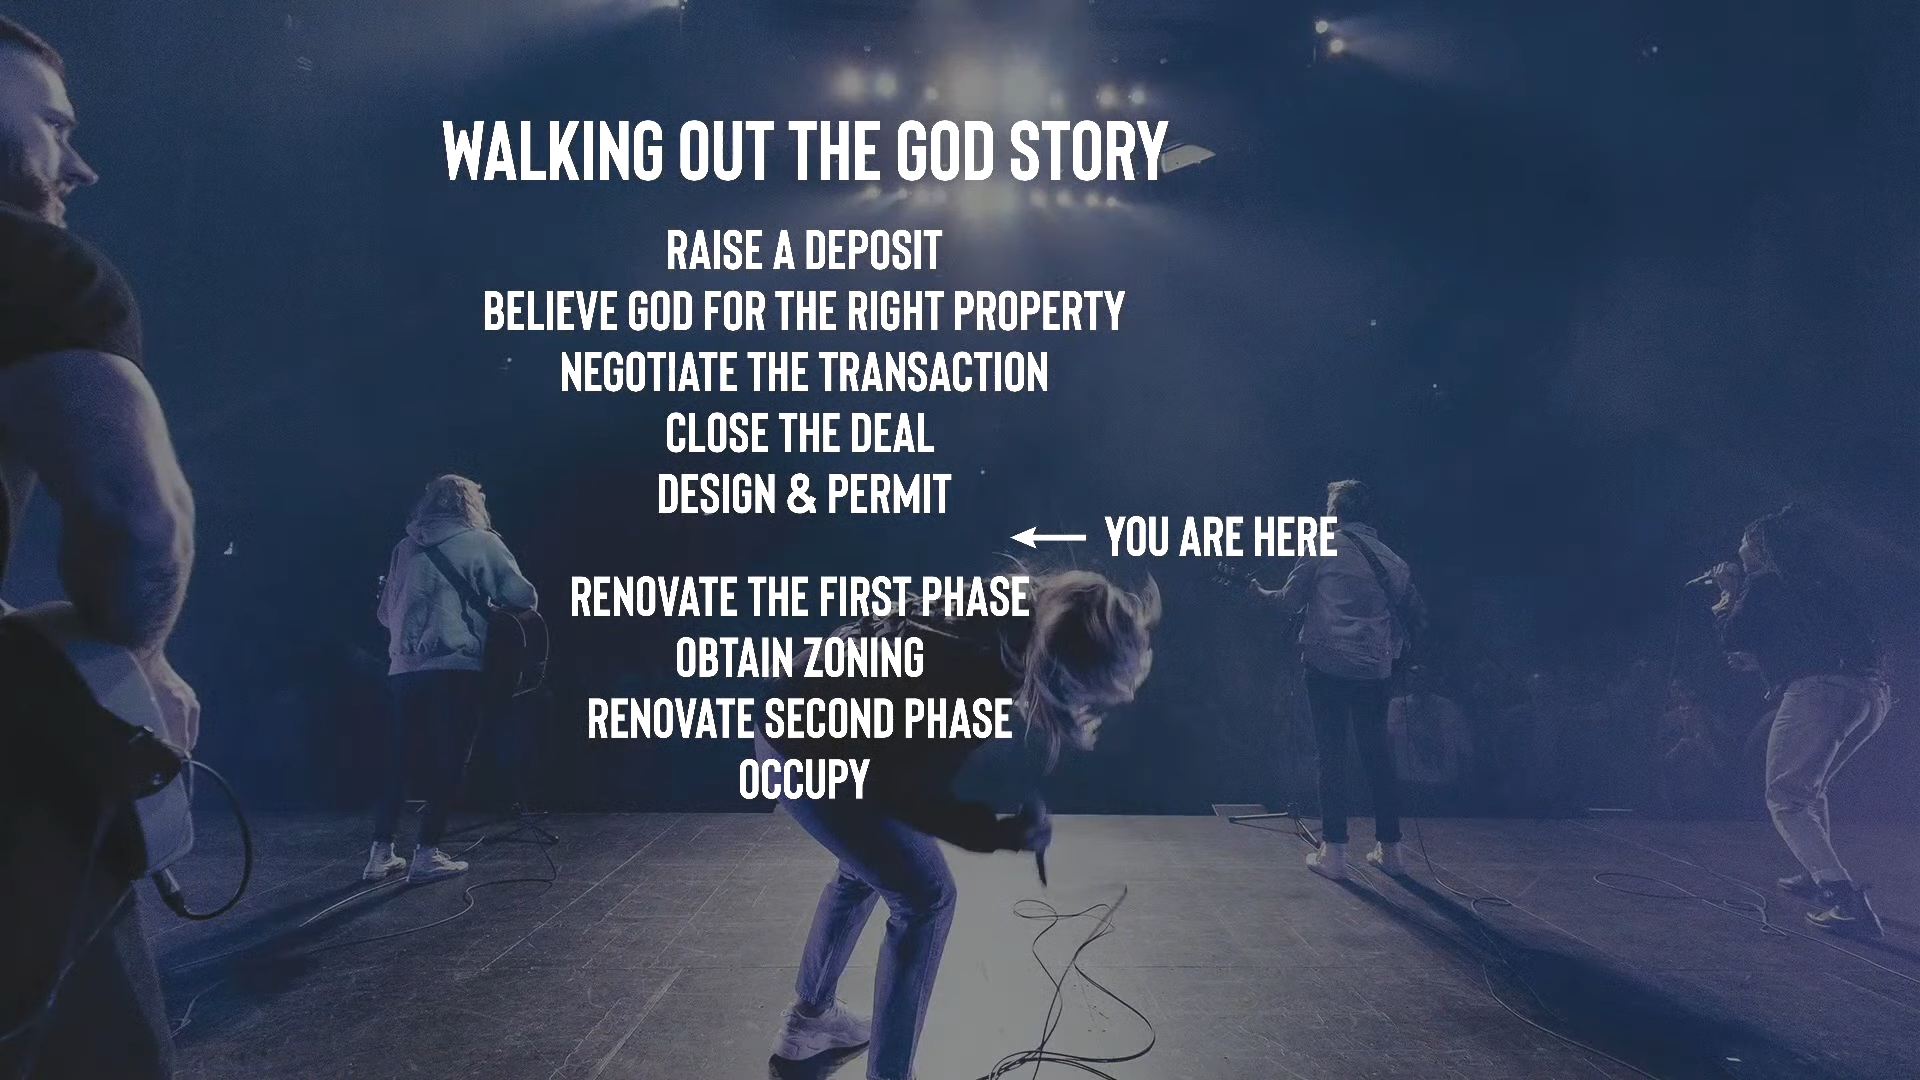 WALKING OUT THE GOD STORY
RAISE A DEPOSIT
BELIEVE GOD FOR THE RIGHT PROPERTY
NEGOTIATE THE TRANSACTION
CLOSE THE DEAL
DESIGN & PERMIT
YOU ARE HERE
RENOVATE THE FIRST PHASE
OBTAIN ZONING
RENOVATE SECOND PHASE
OCCUPY